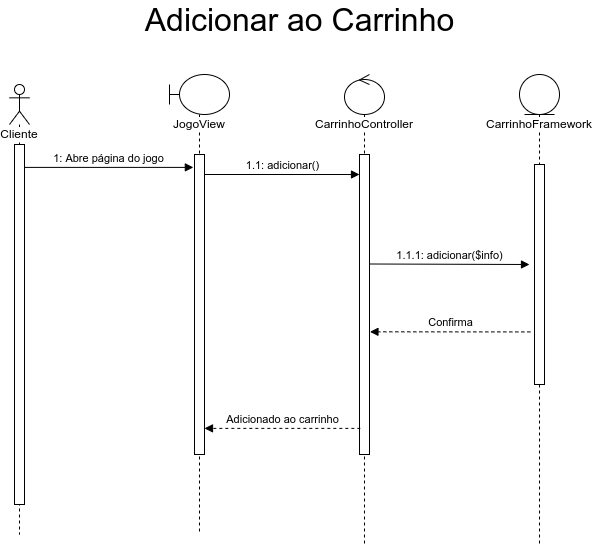 Adicionar ao Carrinho
Cliente
JogoView
CarrinhoController
CarrinhoFramework
1: Abre página do jogo
1.1: adicionar()
1.1.1: adicionar($info)
Confirma
Adicionado ao carrinho